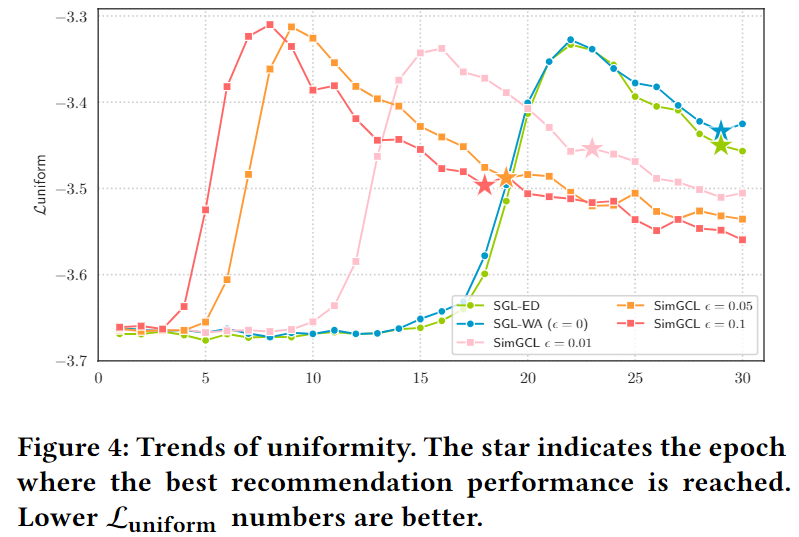 −3.3
−3.4
−3.5
−3.6
−3.7
ℒuniform
0 5 10 15 20 25 30
SGL-ED
SGL-WA (ϵ = 0)
SimGCL ϵ = 0.01
SimGCL ϵ = 0.05
SimGCL ϵ = 0.1
Figure 4: Trends of uniformity. The star indicates the epoch
where the best recommendation performance is reached.
Lower ℒuniform numbers are better.